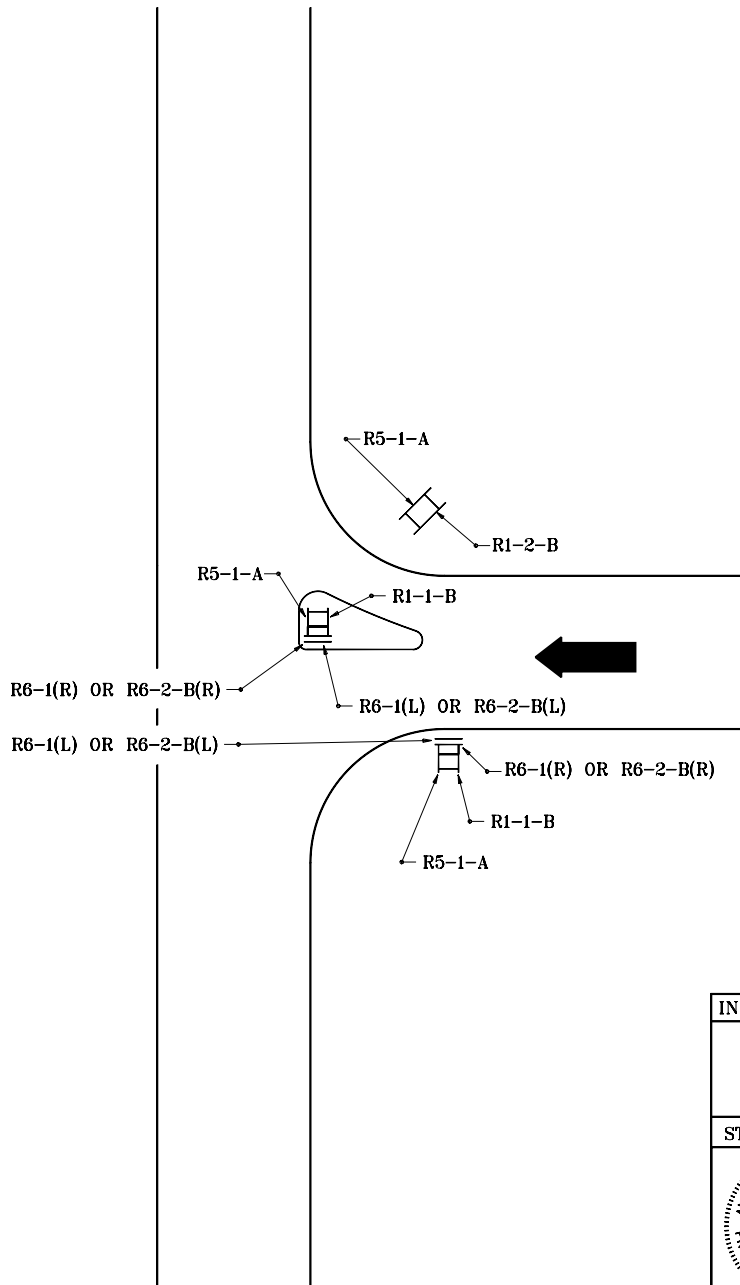 R5-1-A
R1-2-B
R5-1-A
R1-1-B
R6-1(R) OR R6-2-B(R)
R6-1(L) OR R6-2-B(L)
R6-1(L) OR R6-2-B(L)
R6-1(R) OR R6-2-B(R)
R1-1-B
R5-1-A
IN
ST